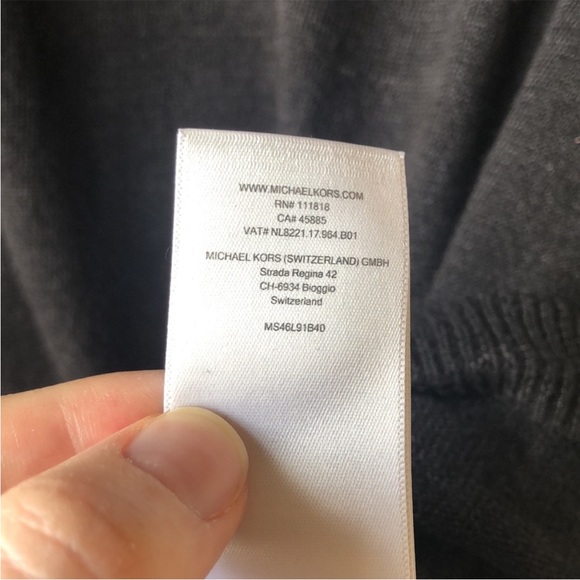 WWW.MICHAELKORS.COM
RN# 111818
CA# 45885
VAT# NL8221.17.964.B01
MICHAEL KORS (SWITZERLAND) GMBH
Strada Regina 42
CH-6934 Bioggio
Switzerland
MS46L91B40